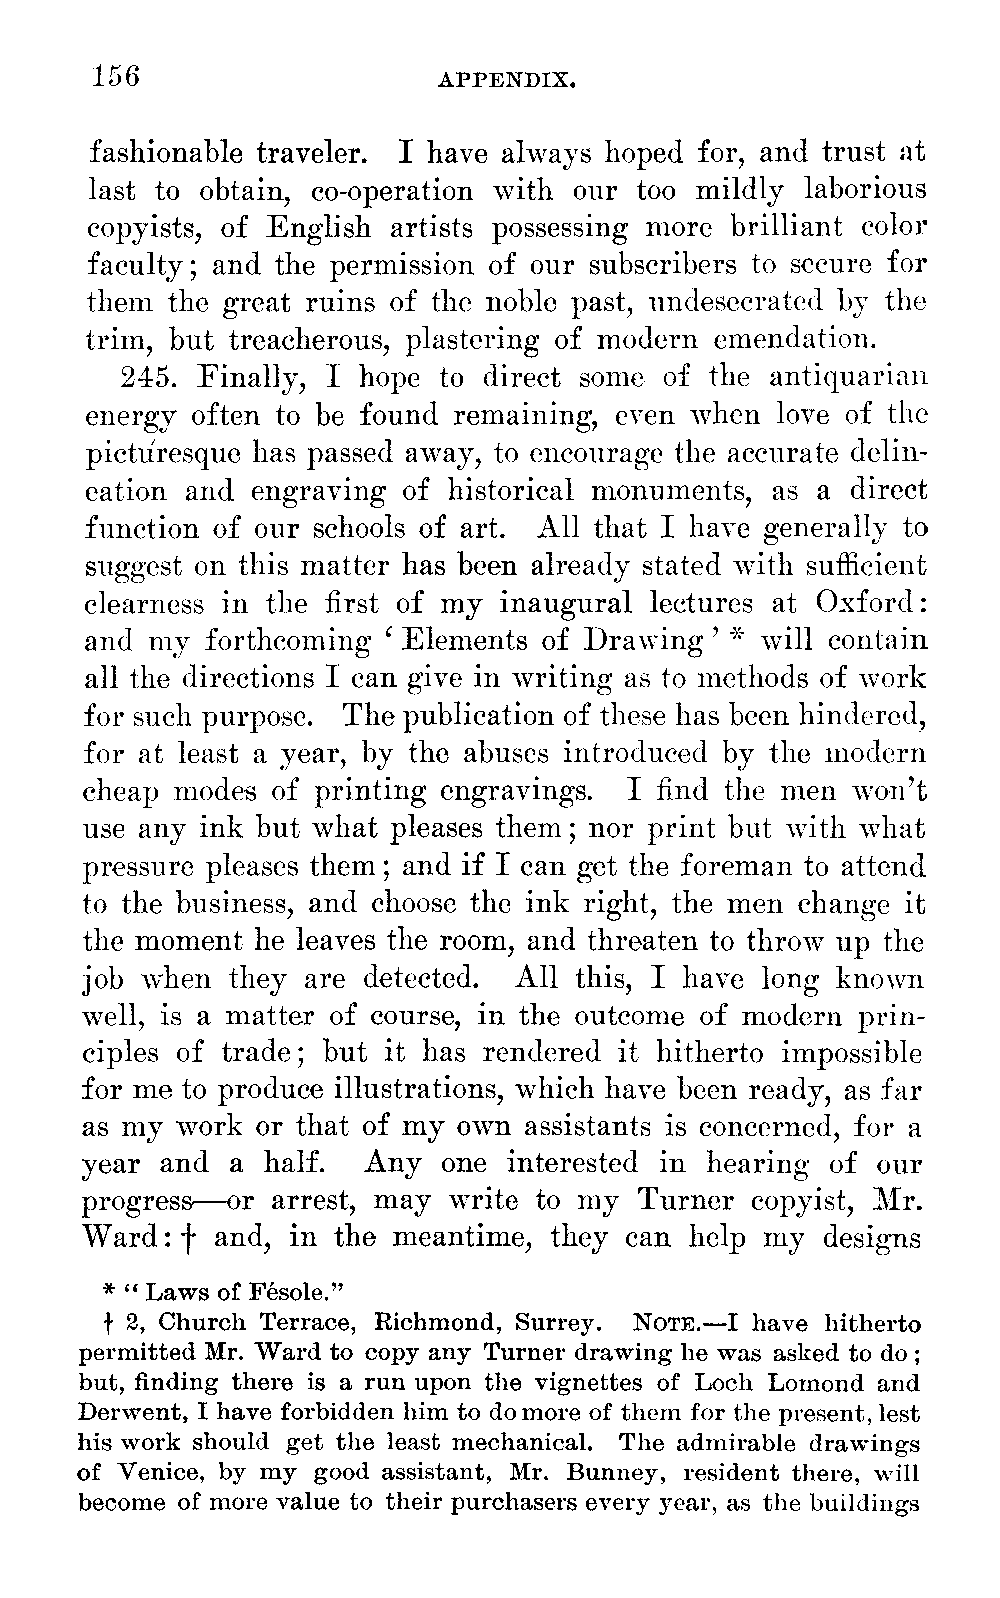 156 APPENDIX.
fashionable traveler. I have always hoped for, and trust at
last to obtain, co-operation with our too mildly laborious
copyists, of English artists possessing more brilliant color
faculty; and the permission of our subscribers to secure for
them the great ruins of the noble past, undesecrated by the
trim, but treacherous, plastering of modern emendation.
245. Finally, I hope to direct some of the antiquarian
energy often to be found remaining, even when love of the
picturesque has passed away, to encourage the accurate delin-
eation and engraving of historical monuments, as a direct
function of our schools of art. All that I have generally to
suggest on this matter has been already stated with sufficient
clearness in the first of my inaugural lectures at Oxford:
and my forthcoming ‘Elements of Drawing’ * will contain
all the directions I can give in writing as to methods of work
for such purpose. The publication of these has been hindered,
for at least a year, by the abuses introduced by the modern
cheap modes of printing engravings. I find the men won’t
use any ink but what pleases them; nor print but with what
pressure pleases them; and if I can get the foreman to attend
to the business, and choose the ink right, the men change it
the moment he leaves the room, and threaten to throw up the
job when they are detected. All this, I have long known
well, is a matter of course, in the outcome of modern prin-
ciples of trade; but it has rendered it hitherto impossible
for me to produce illustrations, which have been ready, as far
as my work or that of my own assistants is concerned, for a
year and a half. Any one interested in hearing of our
progress—or arrest, may write to my Turner copyist, Mr.
Ward: † and, in the meantime, they can help my designs
* “Laws of Fésole.”
† 2, Church Terrace, Richmond, Surrey. NOTE.—I have hitherto
permitted Mr. Ward to copy any Turner drawing he was asked to do;
but, finding there is a run upon the vignettes of Loch Lomond and
Derwent, I have forbidden him to do more of them for the present, lest
his work should get the least mechanical. The admirable drawings
of Venice, by my good assistant, Mr. Bunney, resident there, will
become of more value to their purchasers every year, as the buildings